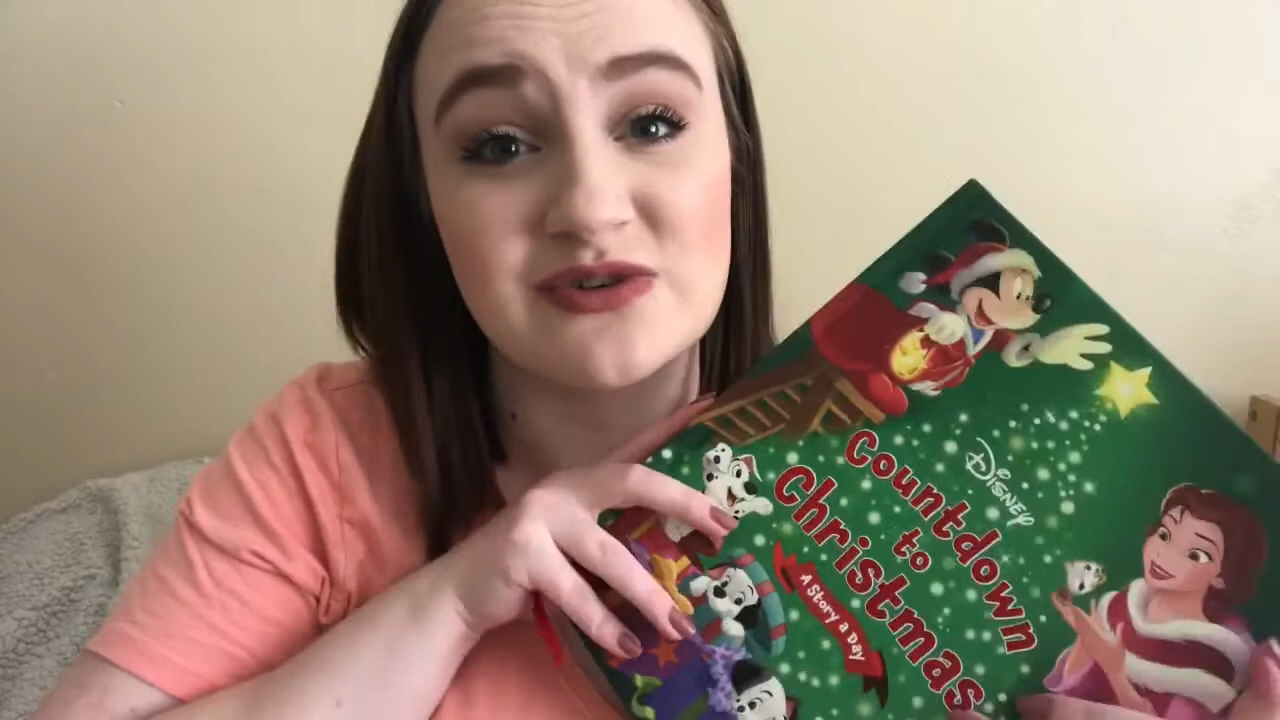 Disney
Countdown
to
Christmas
A Story a Day